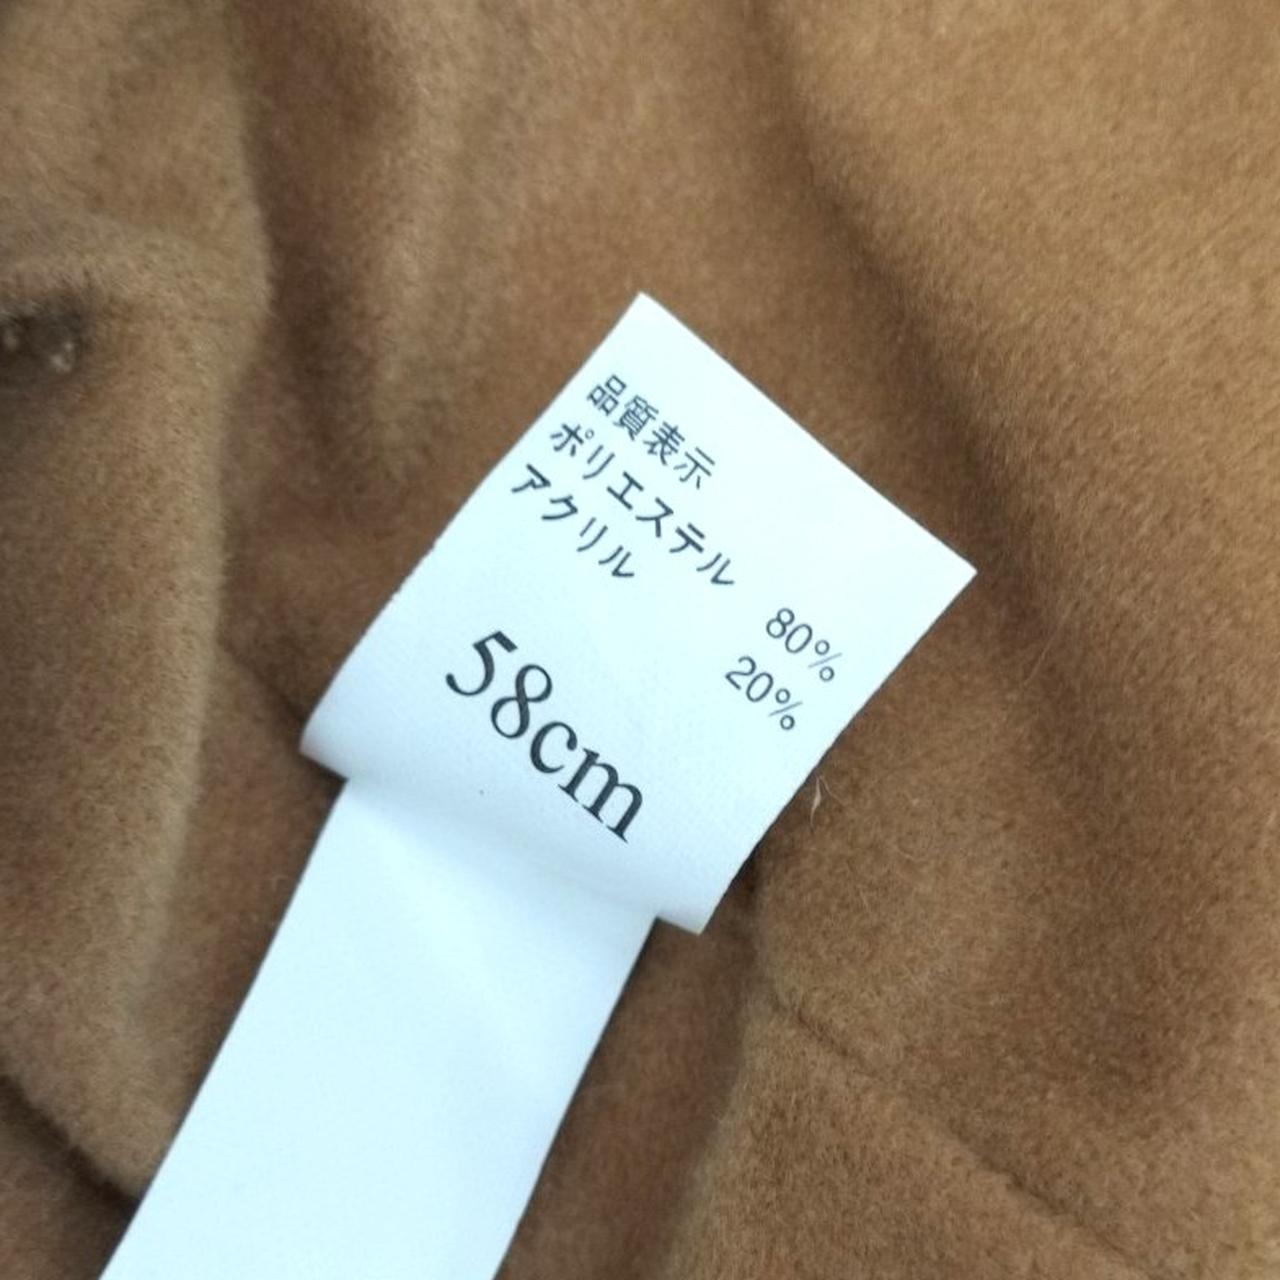 品質表示
ポリエステル 80%
アクリル 20%
58cm